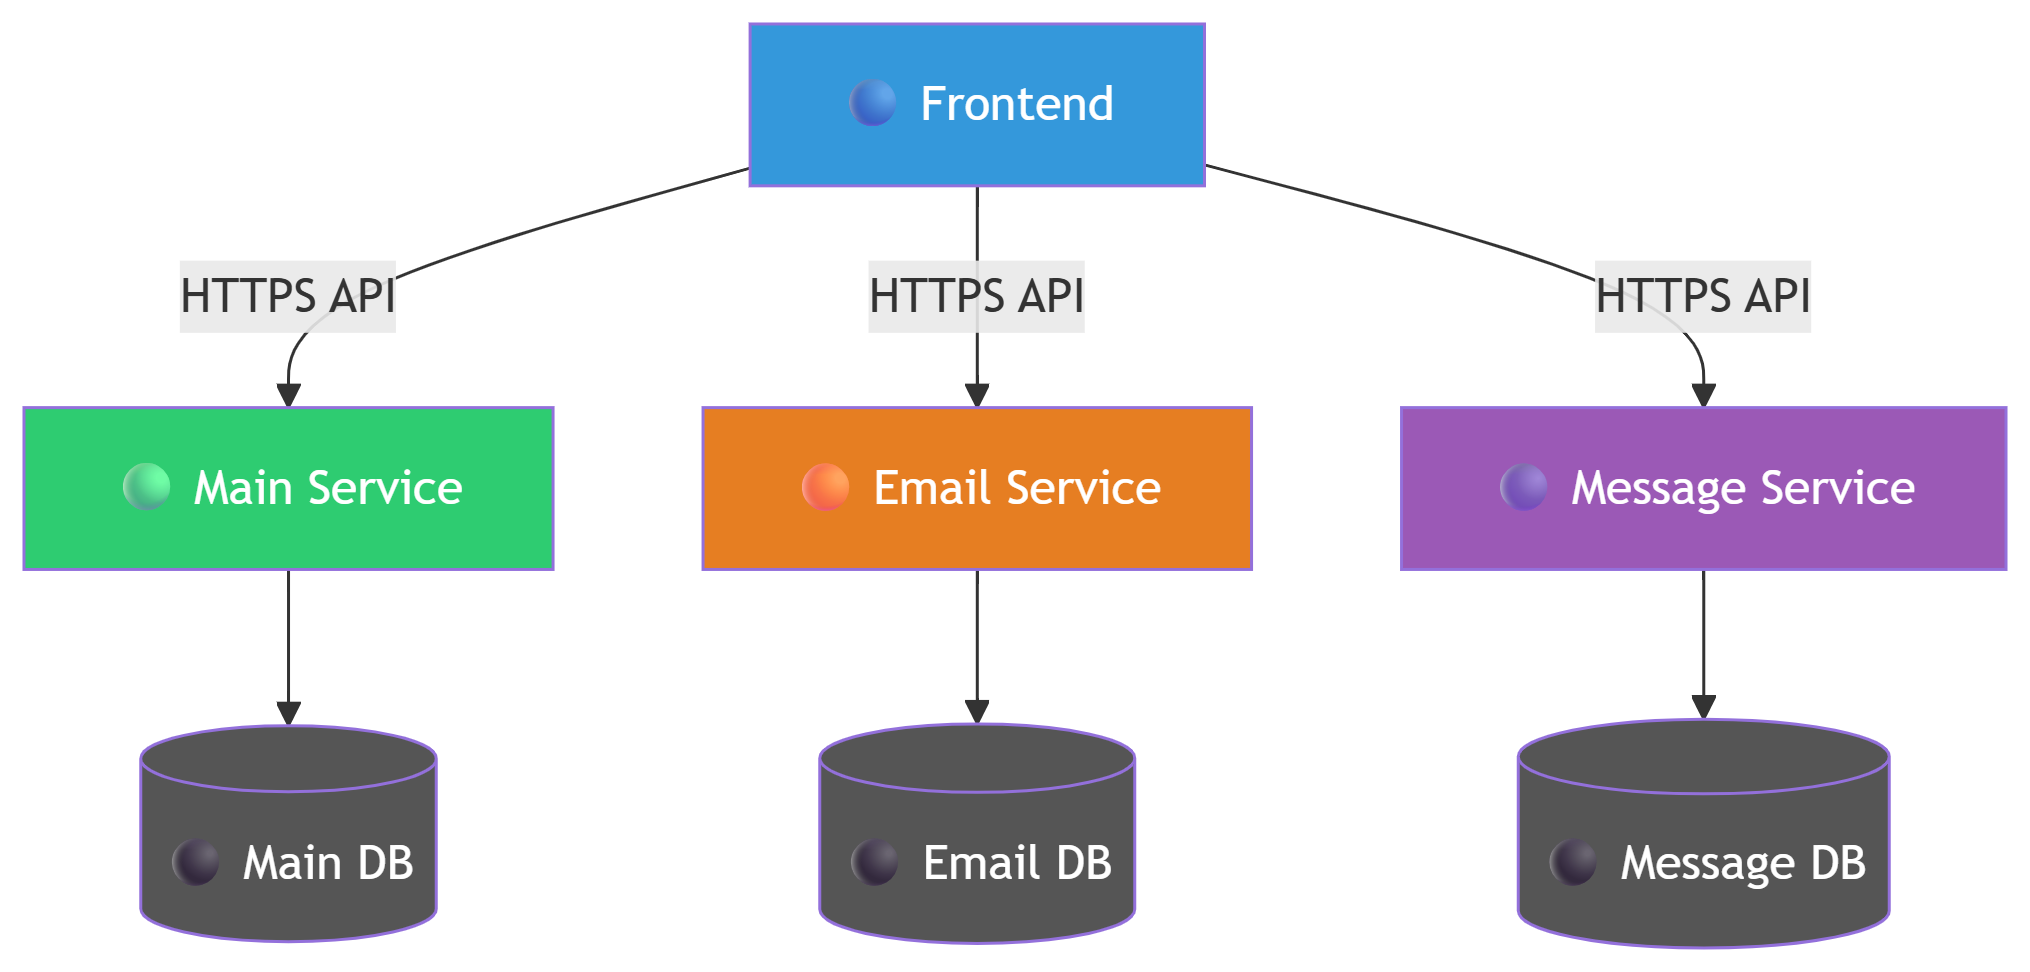 Frontend
HTTPS API
HTTPS API
HTTPS API
Main Service
Email Service
Message Service
Main DB
Email DB
Message DB